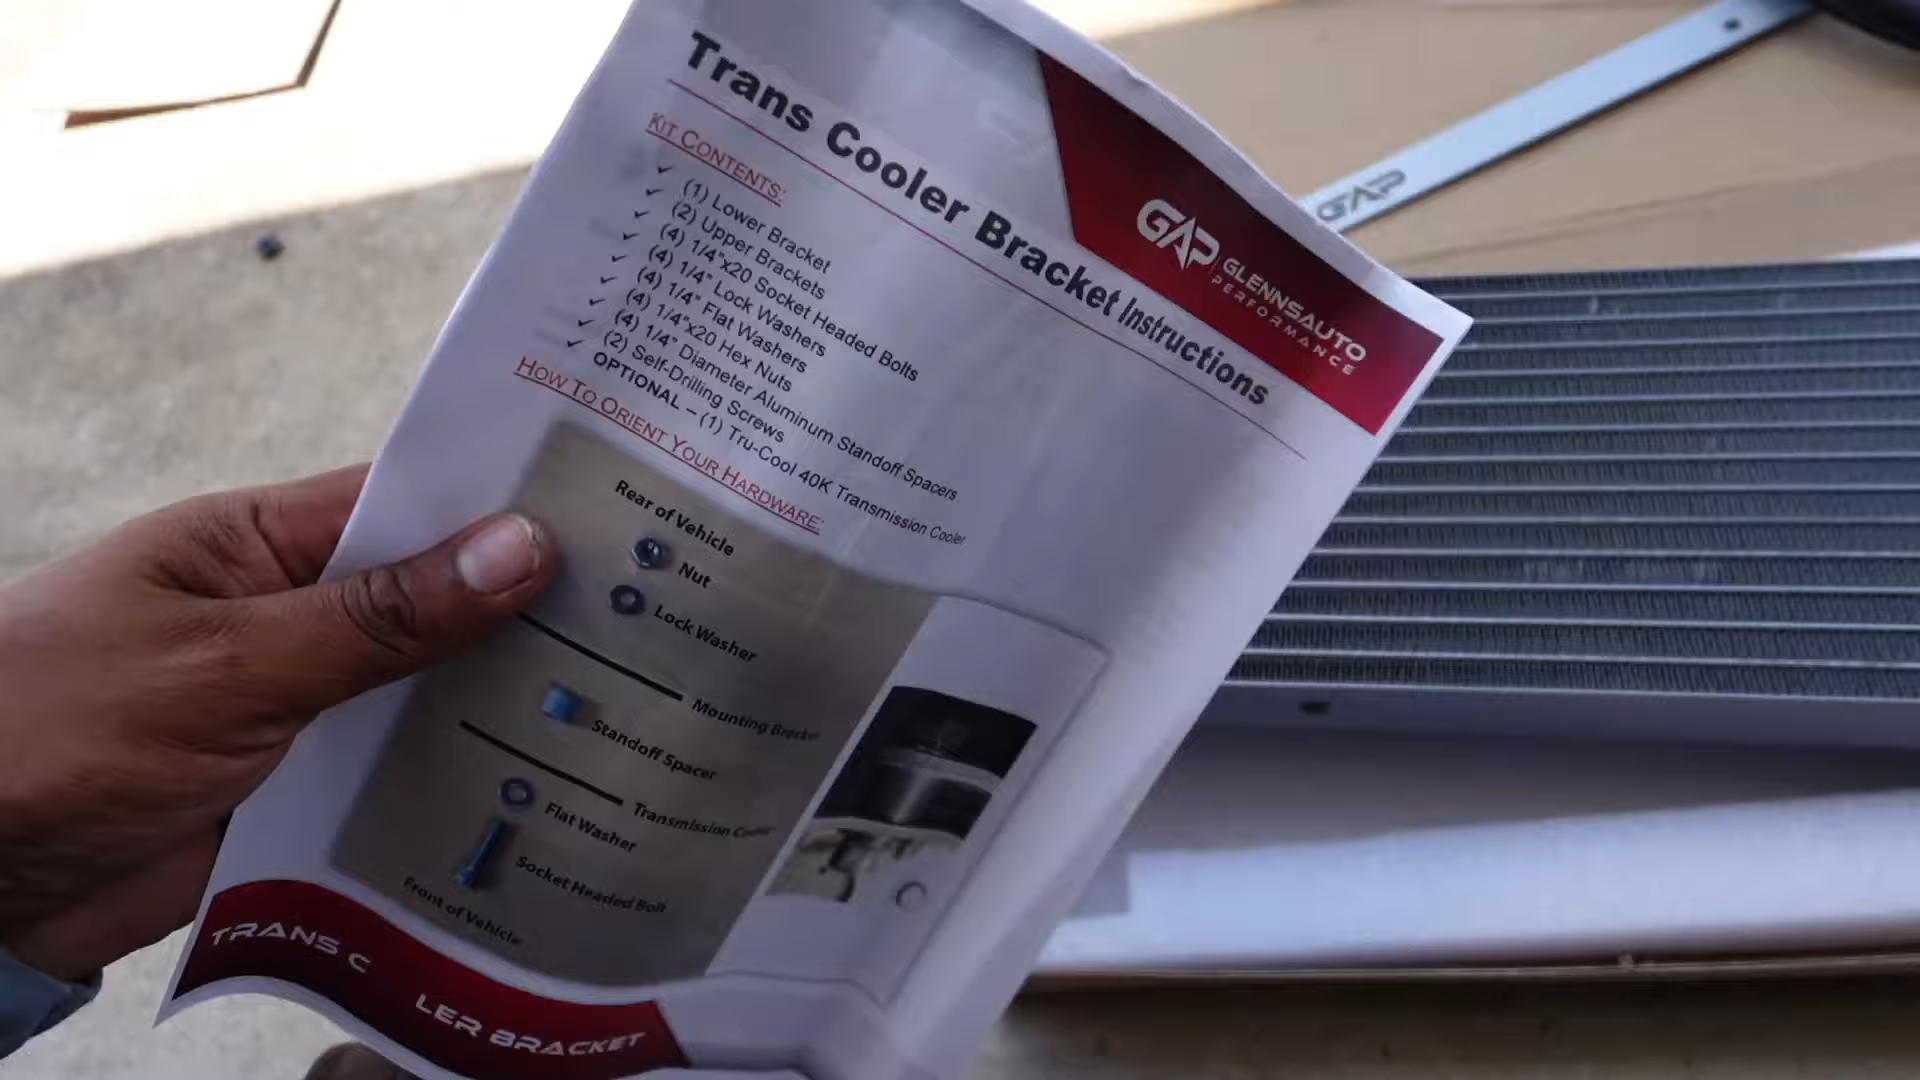 Trans Cooler Bracket Instructions
GAP
GLENNSAUTO
PERFORMANCE
GAP
KIT CONTENTS:
✓ (1) Lower Bracket
✓ (2) Upper Brackets
✓ (4) 1/4"x20 Socket Headed Bolts
✓ (4) 1/4" Lock Washers
✓ (4) 1/4" Flat Washers
✓ (4) 1/4"x20 Hex Nuts
✓ (4) 1/4" Diameter Aluminum Standoff Spacers
✓ (2) Self-Drilling Screws
✓ OPTIONAL – (1) Tru-Cool 40K Transmission Cooler
HOW TO ORIENT YOUR HARDWARE:
Rear of Vehicle
Nut
Lock Washer
Mounting Bracket
Standoff Spacer
Transmission Cooler
Flat Washer
Socket Headed Bolt
Front of Vehicle
TRANS C LER BRACKET